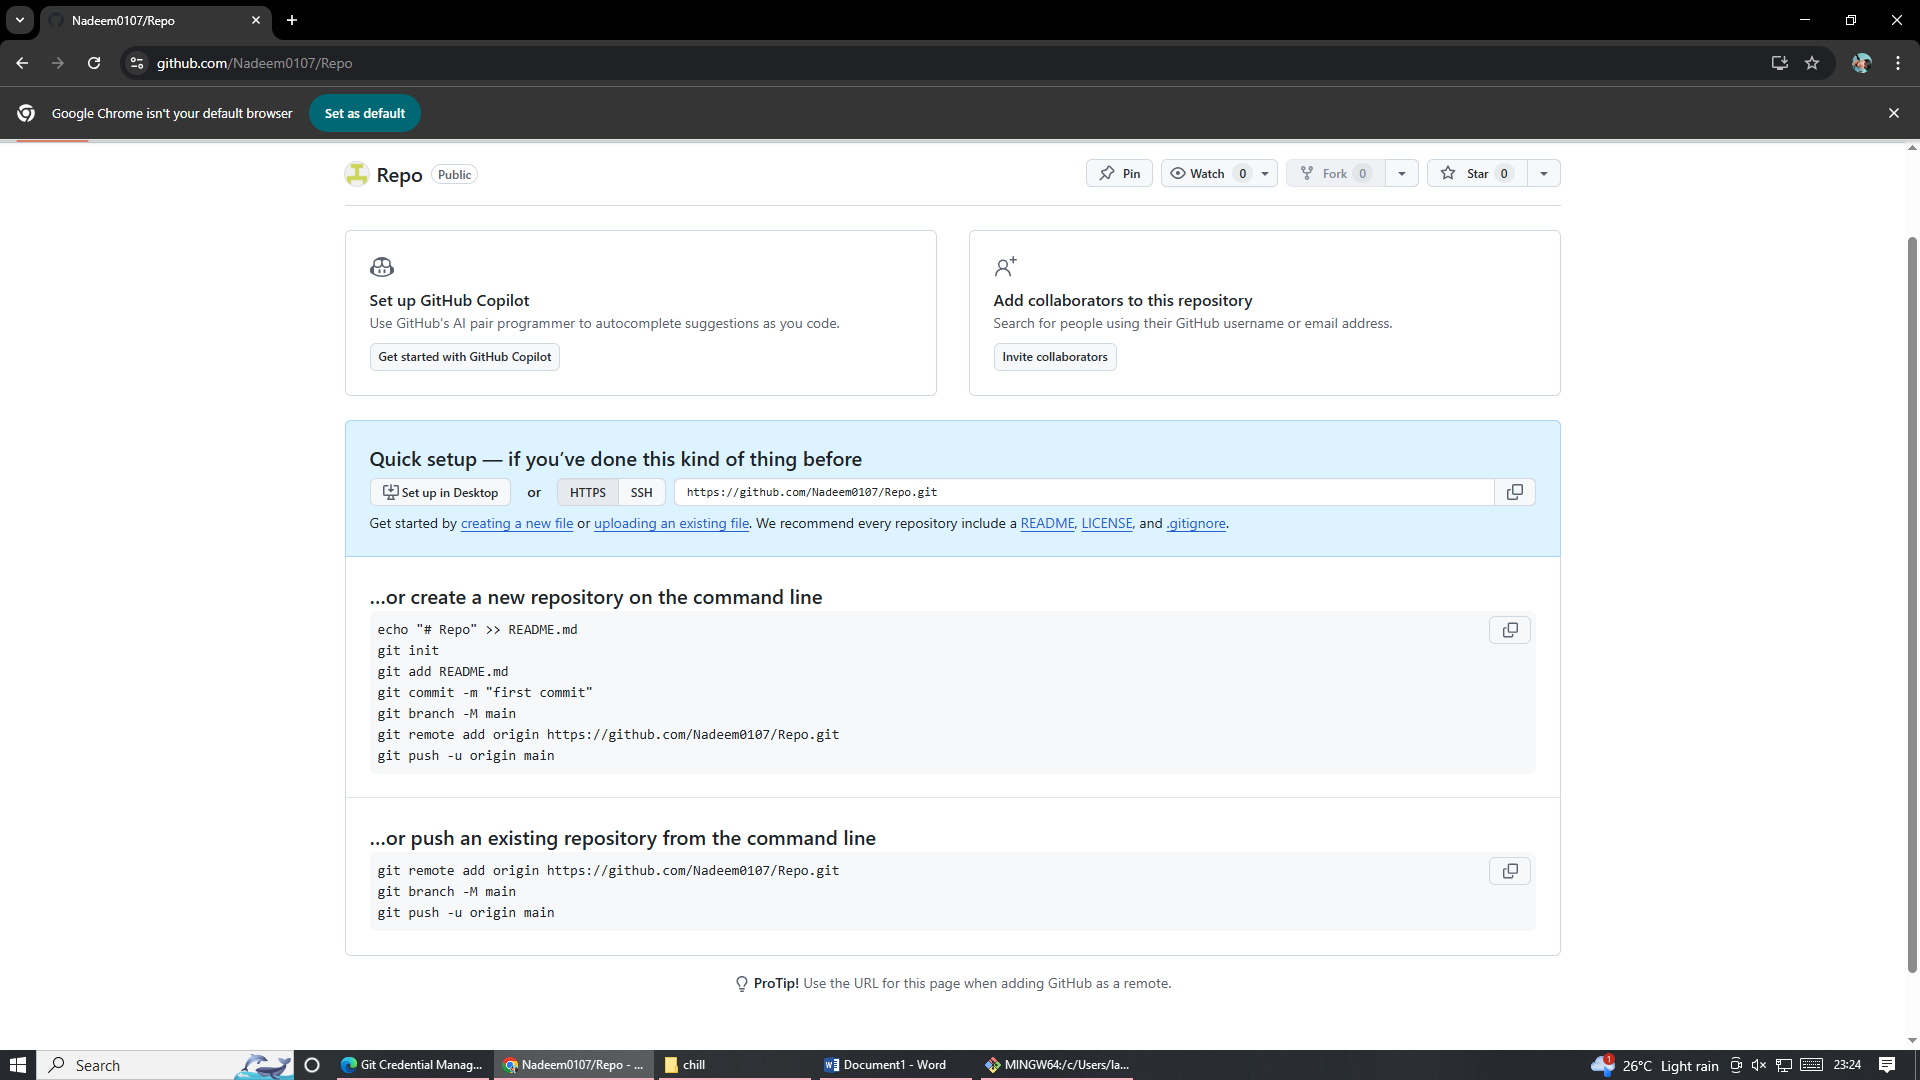 Nadeem0107/Repo
github.com/Nadeem0107/Repo
Google Chrome isn't your default browser
Set as default
Repo
Public
Pin
Watch 0
Fork 0
Star 0
Set up GitHub Copilot
Use GitHub's AI pair programmer to autocomplete suggestions as you code.
Get started with GitHub Copilot
Add collaborators to this repository
Search for people using their GitHub username or email address.
Invite collaborators
Quick setup — if you’ve done this kind of thing before
Set up in Desktop
or
HTTPS
SSH
https://github.com/Nadeem0107/Repo.git
Get started by creating a new file or uploading an existing file. We recommend every repository include a README, LICENSE, and .gitignore.
…or create a new repository on the command line
echo "# Repo" >> README.md
git init
git add README.md
git commit -m "first commit"
git branch -M main
git remote add origin https://github.com/Nadeem0107/Repo.git
git push -u origin main
…or push an existing repository from the command line
git remote add origin https://github.com/Nadeem0107/Repo.git
git branch -M main
git push -u origin main
ProTip! Use the URL for this page when adding GitHub as a remote.
Search
Git Credential Manag...
Nadeem0107/Repo - ...
chill
Document1 - Word
MINGW64:/c/Users/la...
1
26°C Light rain
23:24